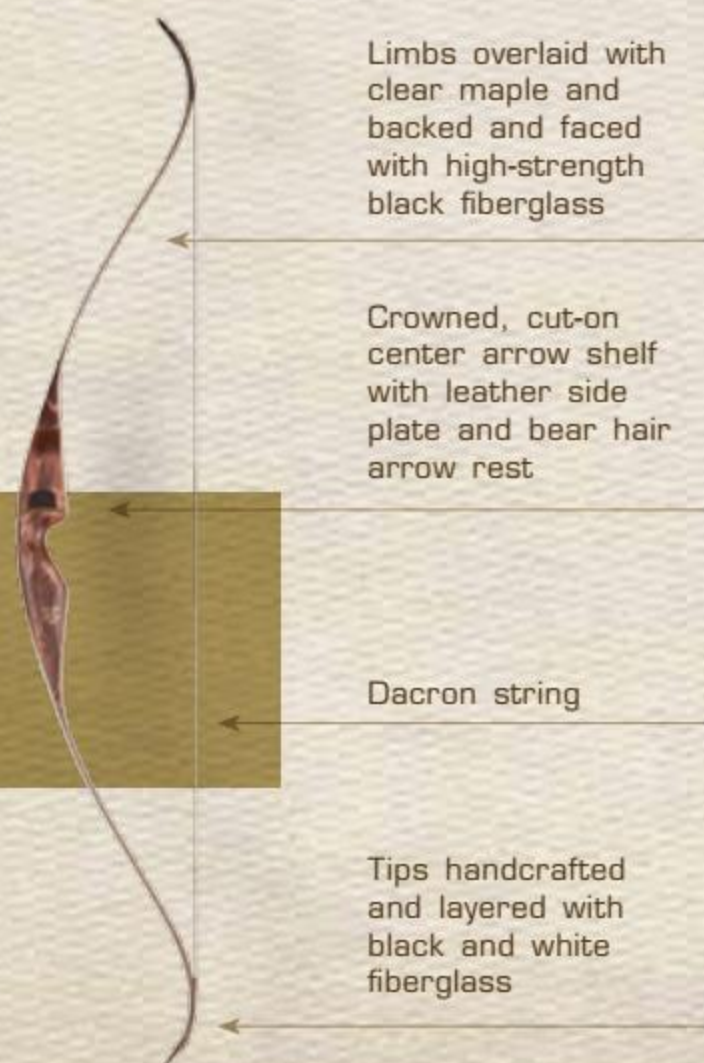 Limbs overlaid with
clear maple and
backed and faced
with high-strength
black fiberglass
Crowned, cut-on
center arrow shelf
with leather side
plate and bear hair
arrow rest
Dacron string
Tips handcrafted
and layered with
black and white
fiberglass